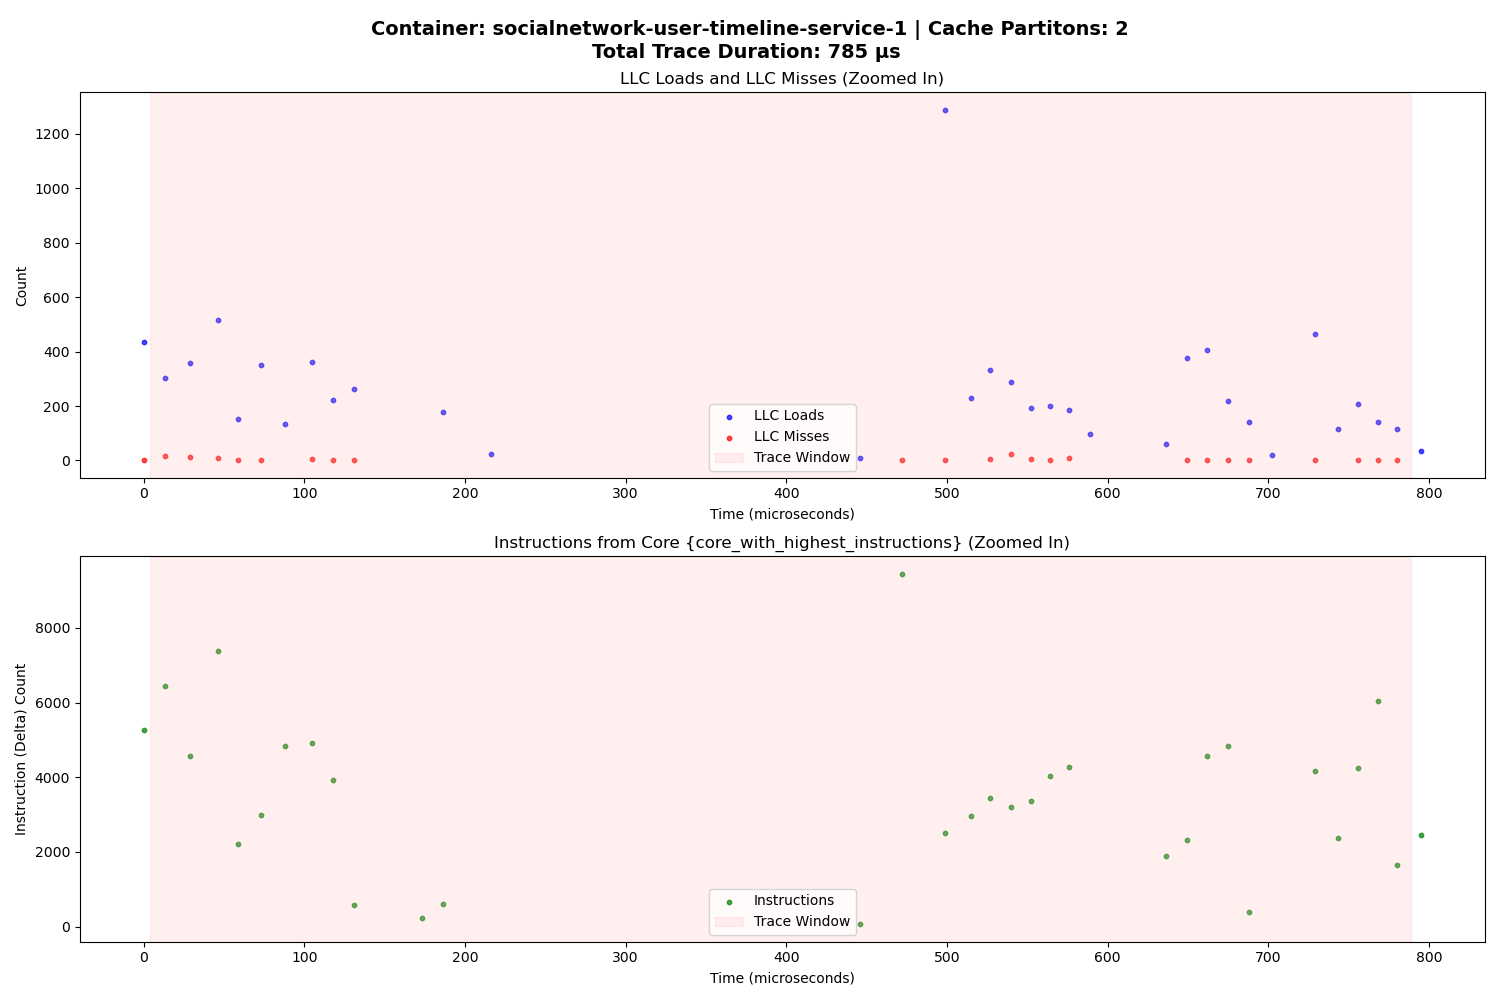 Container: socialnetwork-user-timeline-service-1 | Cache Partitons: 2
Total Trace Duration: 785 µs
LLC Loads and LLC Misses (Zoomed In)
1200
1000
800
600
400
200
0
Count
LLC Loads
LLC Misses
Trace Window
0 100 200 300 400 500 600 700 800
Time (microseconds)
Instructions from Core {core_with_highest_instructions} (Zoomed In)
8000
6000
4000
2000
0
Instruction (Delta) Count
Instructions
Trace Window
0 100 200 300 400 500 600 700 800
Time (microseconds)